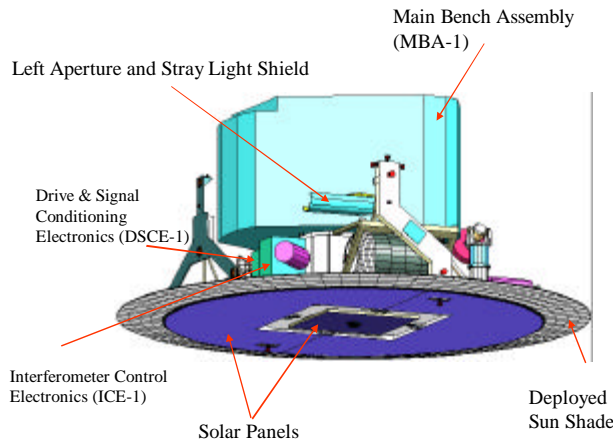 Main Bench Assembly
(MBA-1)
Left Aperture and Stray Light Shield
Drive & Signal
Conditioning
Electronics (DSCE-1)
Interferometer Control
Electronics (ICE-1)
Solar Panels
Deployed
Sun Shade